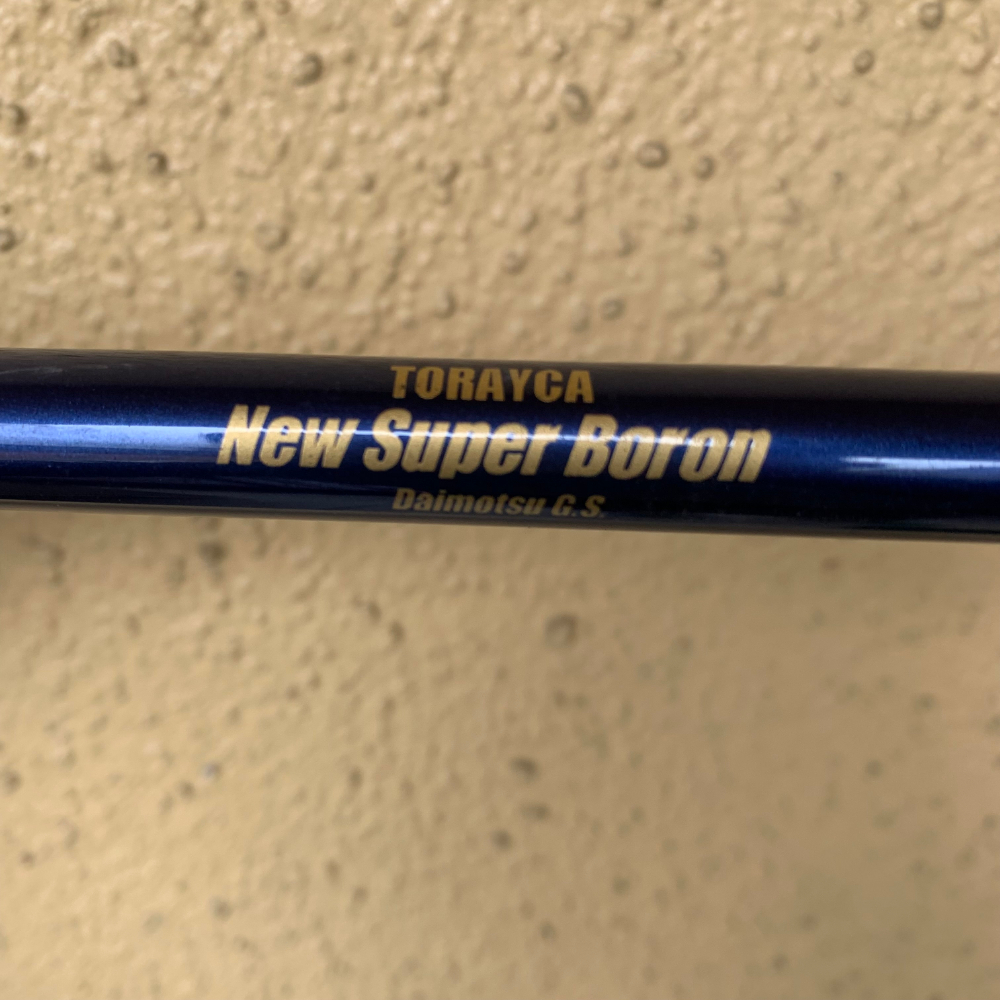 TORAYCA
New Super Boron
Daimotsu G.S.